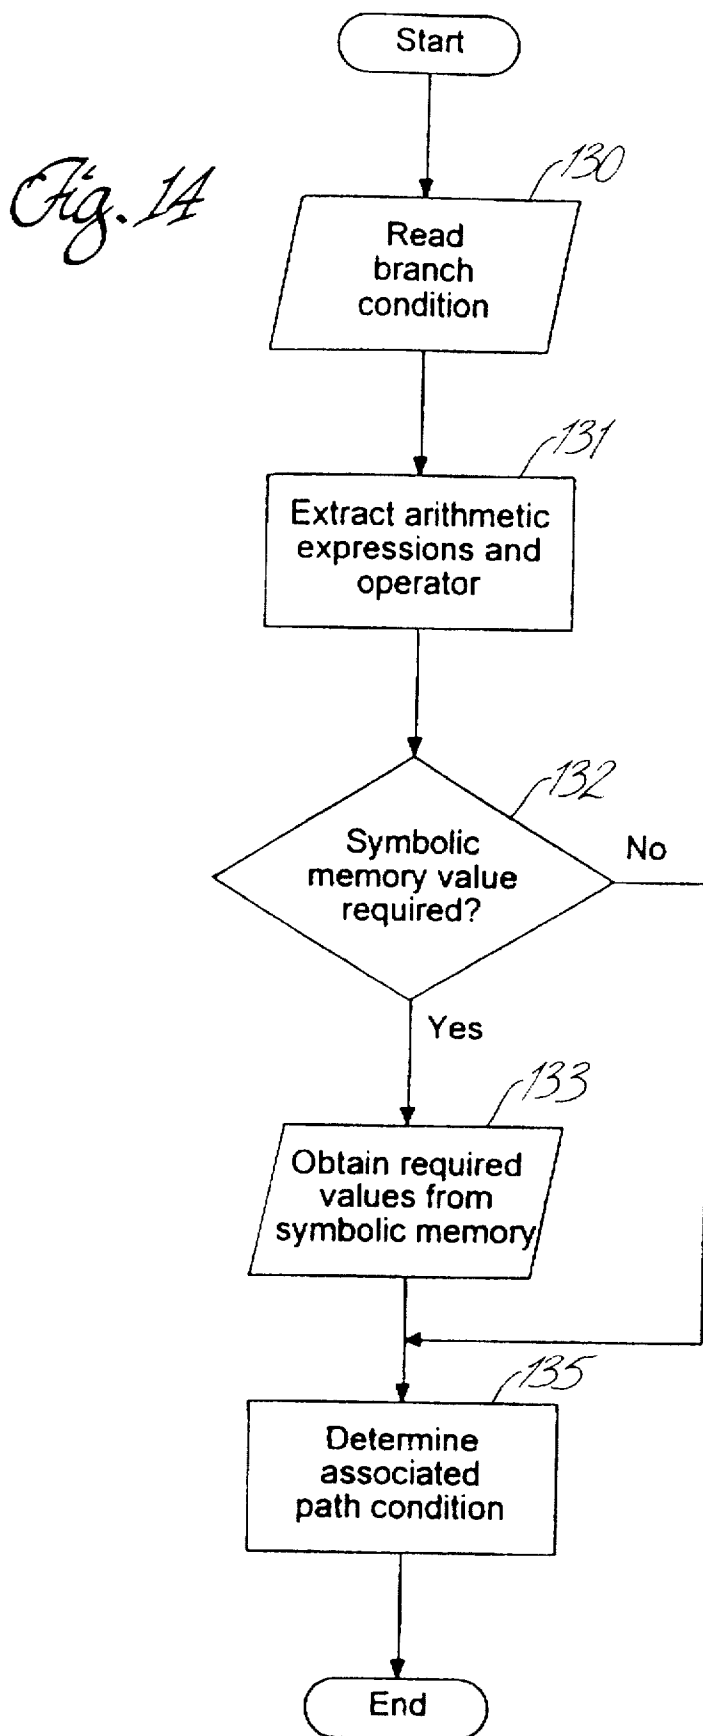 Start
Fig. 14
130
Read
branch
condition
131
Extract arithmetic
expressions and
operator
132
Symbolic
memory value
required?
No
Yes
133
Obtain required
values from
symbolic memory
135
Determine
associated
path condition
End